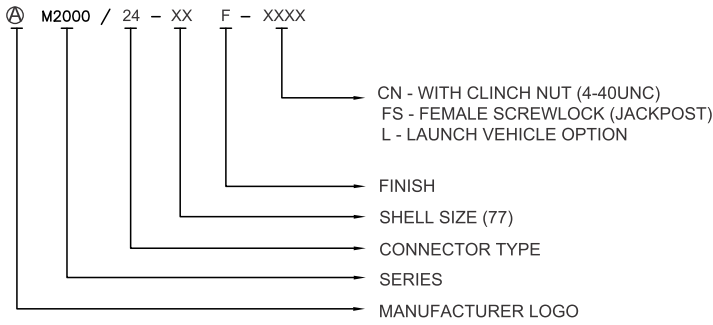 Ⓐ M2000 / 24 - XX F - XXXX
CN - WITH CLINCH NUT (4-40UNC)
FS - FEMALE SCREWLOCK (JACKPOST)
L - LAUNCH VEHICLE OPTION
FINISH
SHELL SIZE (77)
CONNECTOR TYPE
SERIES
MANUFACTURER LOGO